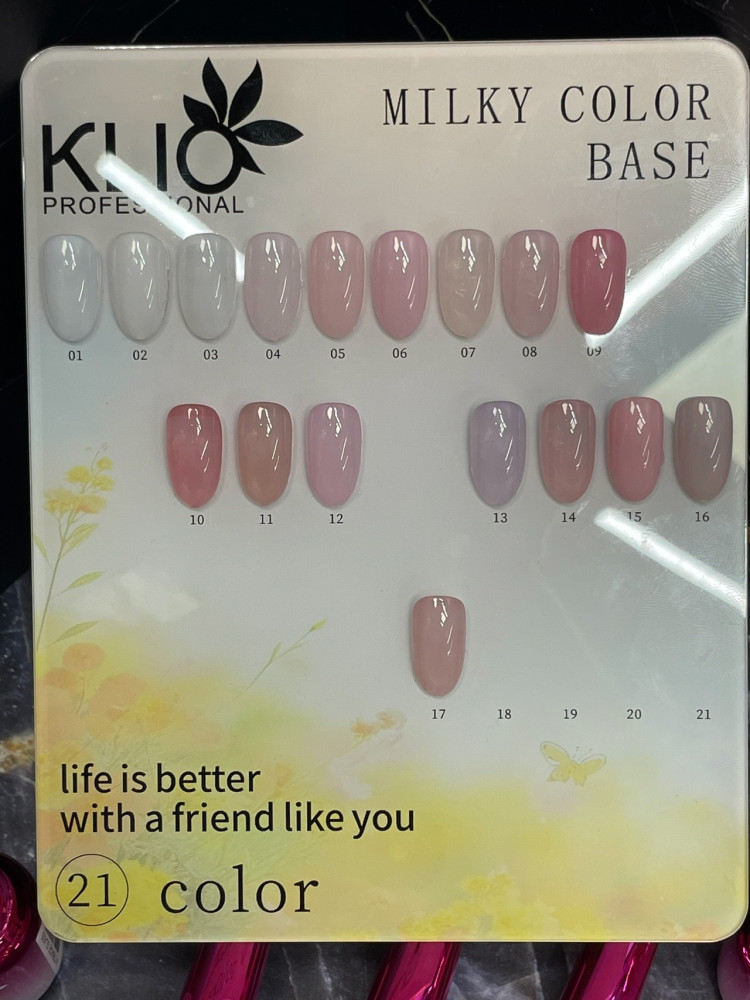 KLIO
PROFESSIONAL
MILKY COLOR
BASE
01 02 03 04 05 06 07 08 09
10 11 12 13 14 15 16
17 18 19 20 21
life is better
with a friend like you
21 color